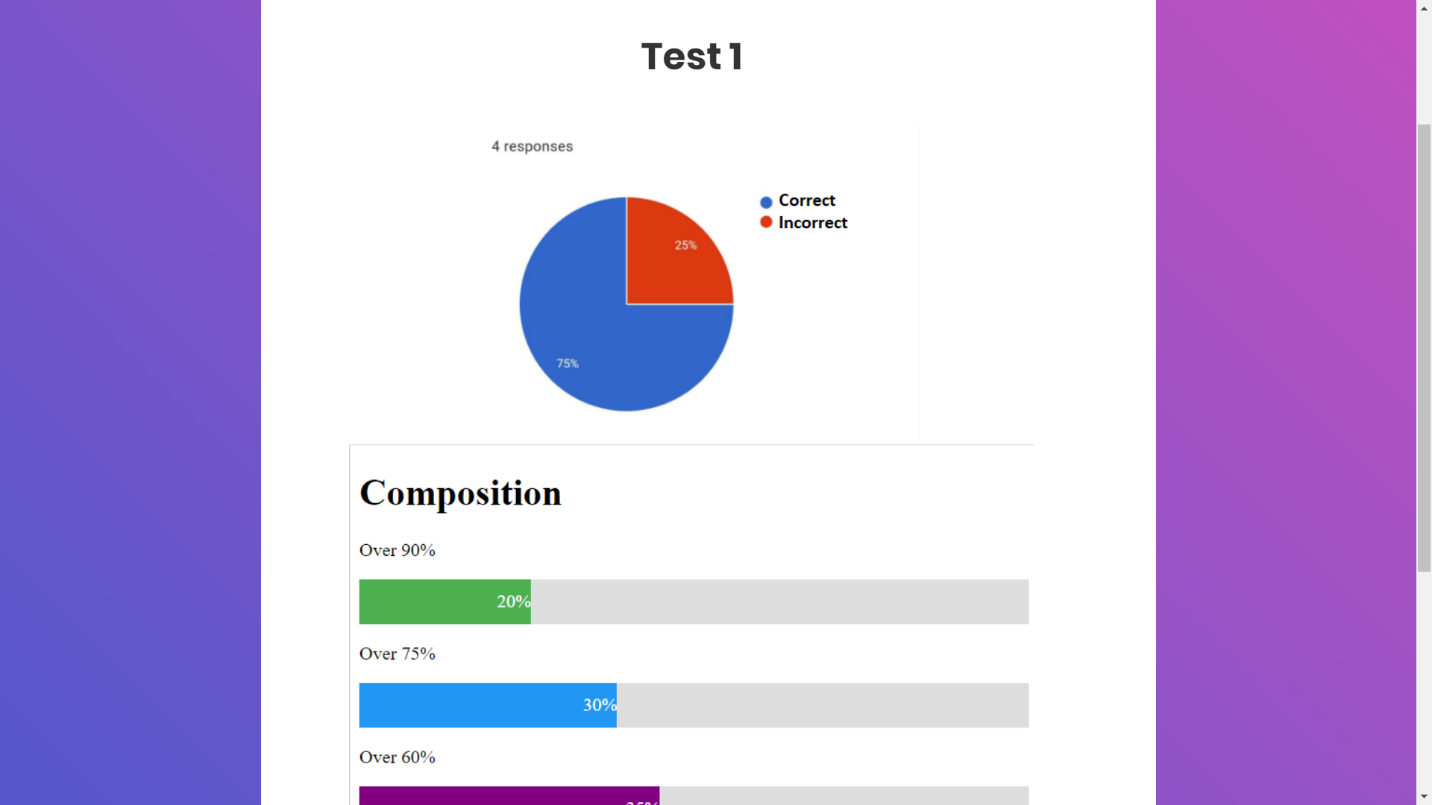 Test 1
4 responses
Correct
Incorrect
25%
75%
Composition
Over 90%
20%
Over 75%
30%
Over 60%